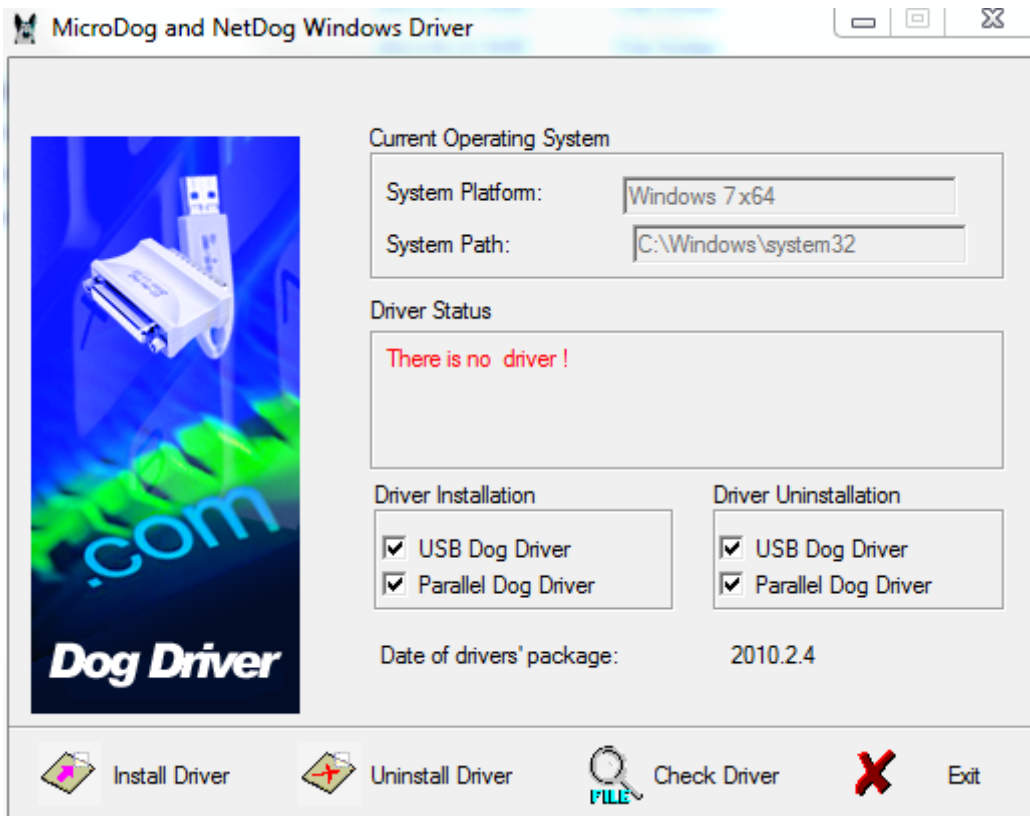 MicroDog and NetDog Windows Driver
Current Operating System
System Platform: Windows 7 x64
System Path: C:\Windows\system32
Driver Status
There is no driver !
Driver Installation Driver Uninstallation
USB Dog Driver USB Dog Driver
Parallel Dog Driver Parallel Dog Driver
.com
Dog Driver
Date of drivers' package: 2010.2.4
Install Driver Uninstall Driver FILE Check Driver Exit